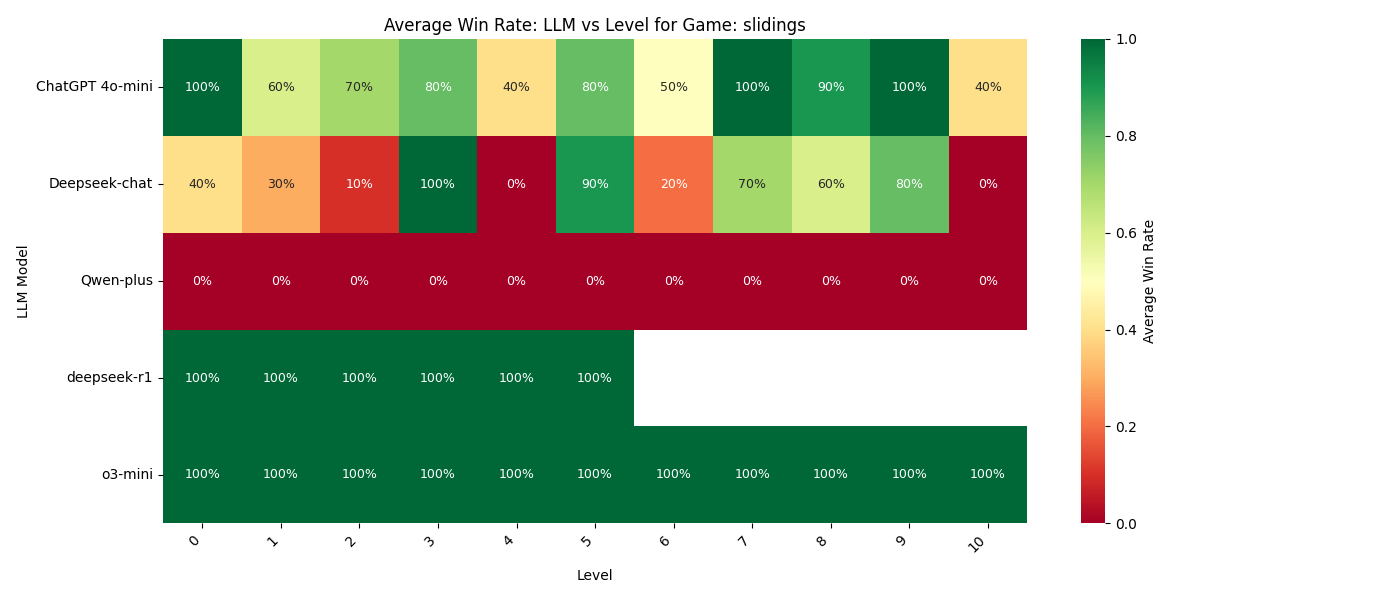 Average Win Rate: LLM vs Level for Game: slidings
LLM Model
ChatGPT 4o-mini 100% 60% 70% 80% 40% 80% 50% 100% 90% 100% 40%
Deepseek-chat 40% 30% 10% 100% 0% 90% 20% 70% 60% 80% 0%
Qwen-plus 0% 0% 0% 0% 0% 0% 0% 0% 0% 0% 0%
deepseek-r1 100% 100% 100% 100% 100% 100%
o3-mini 100% 100% 100% 100% 100% 100% 100% 100% 100% 100% 100%
0 1 2 3 4 5 6 7 8 9 10
Level
1.0
0.8
0.6
0.4
0.2
0.0
Average Win Rate